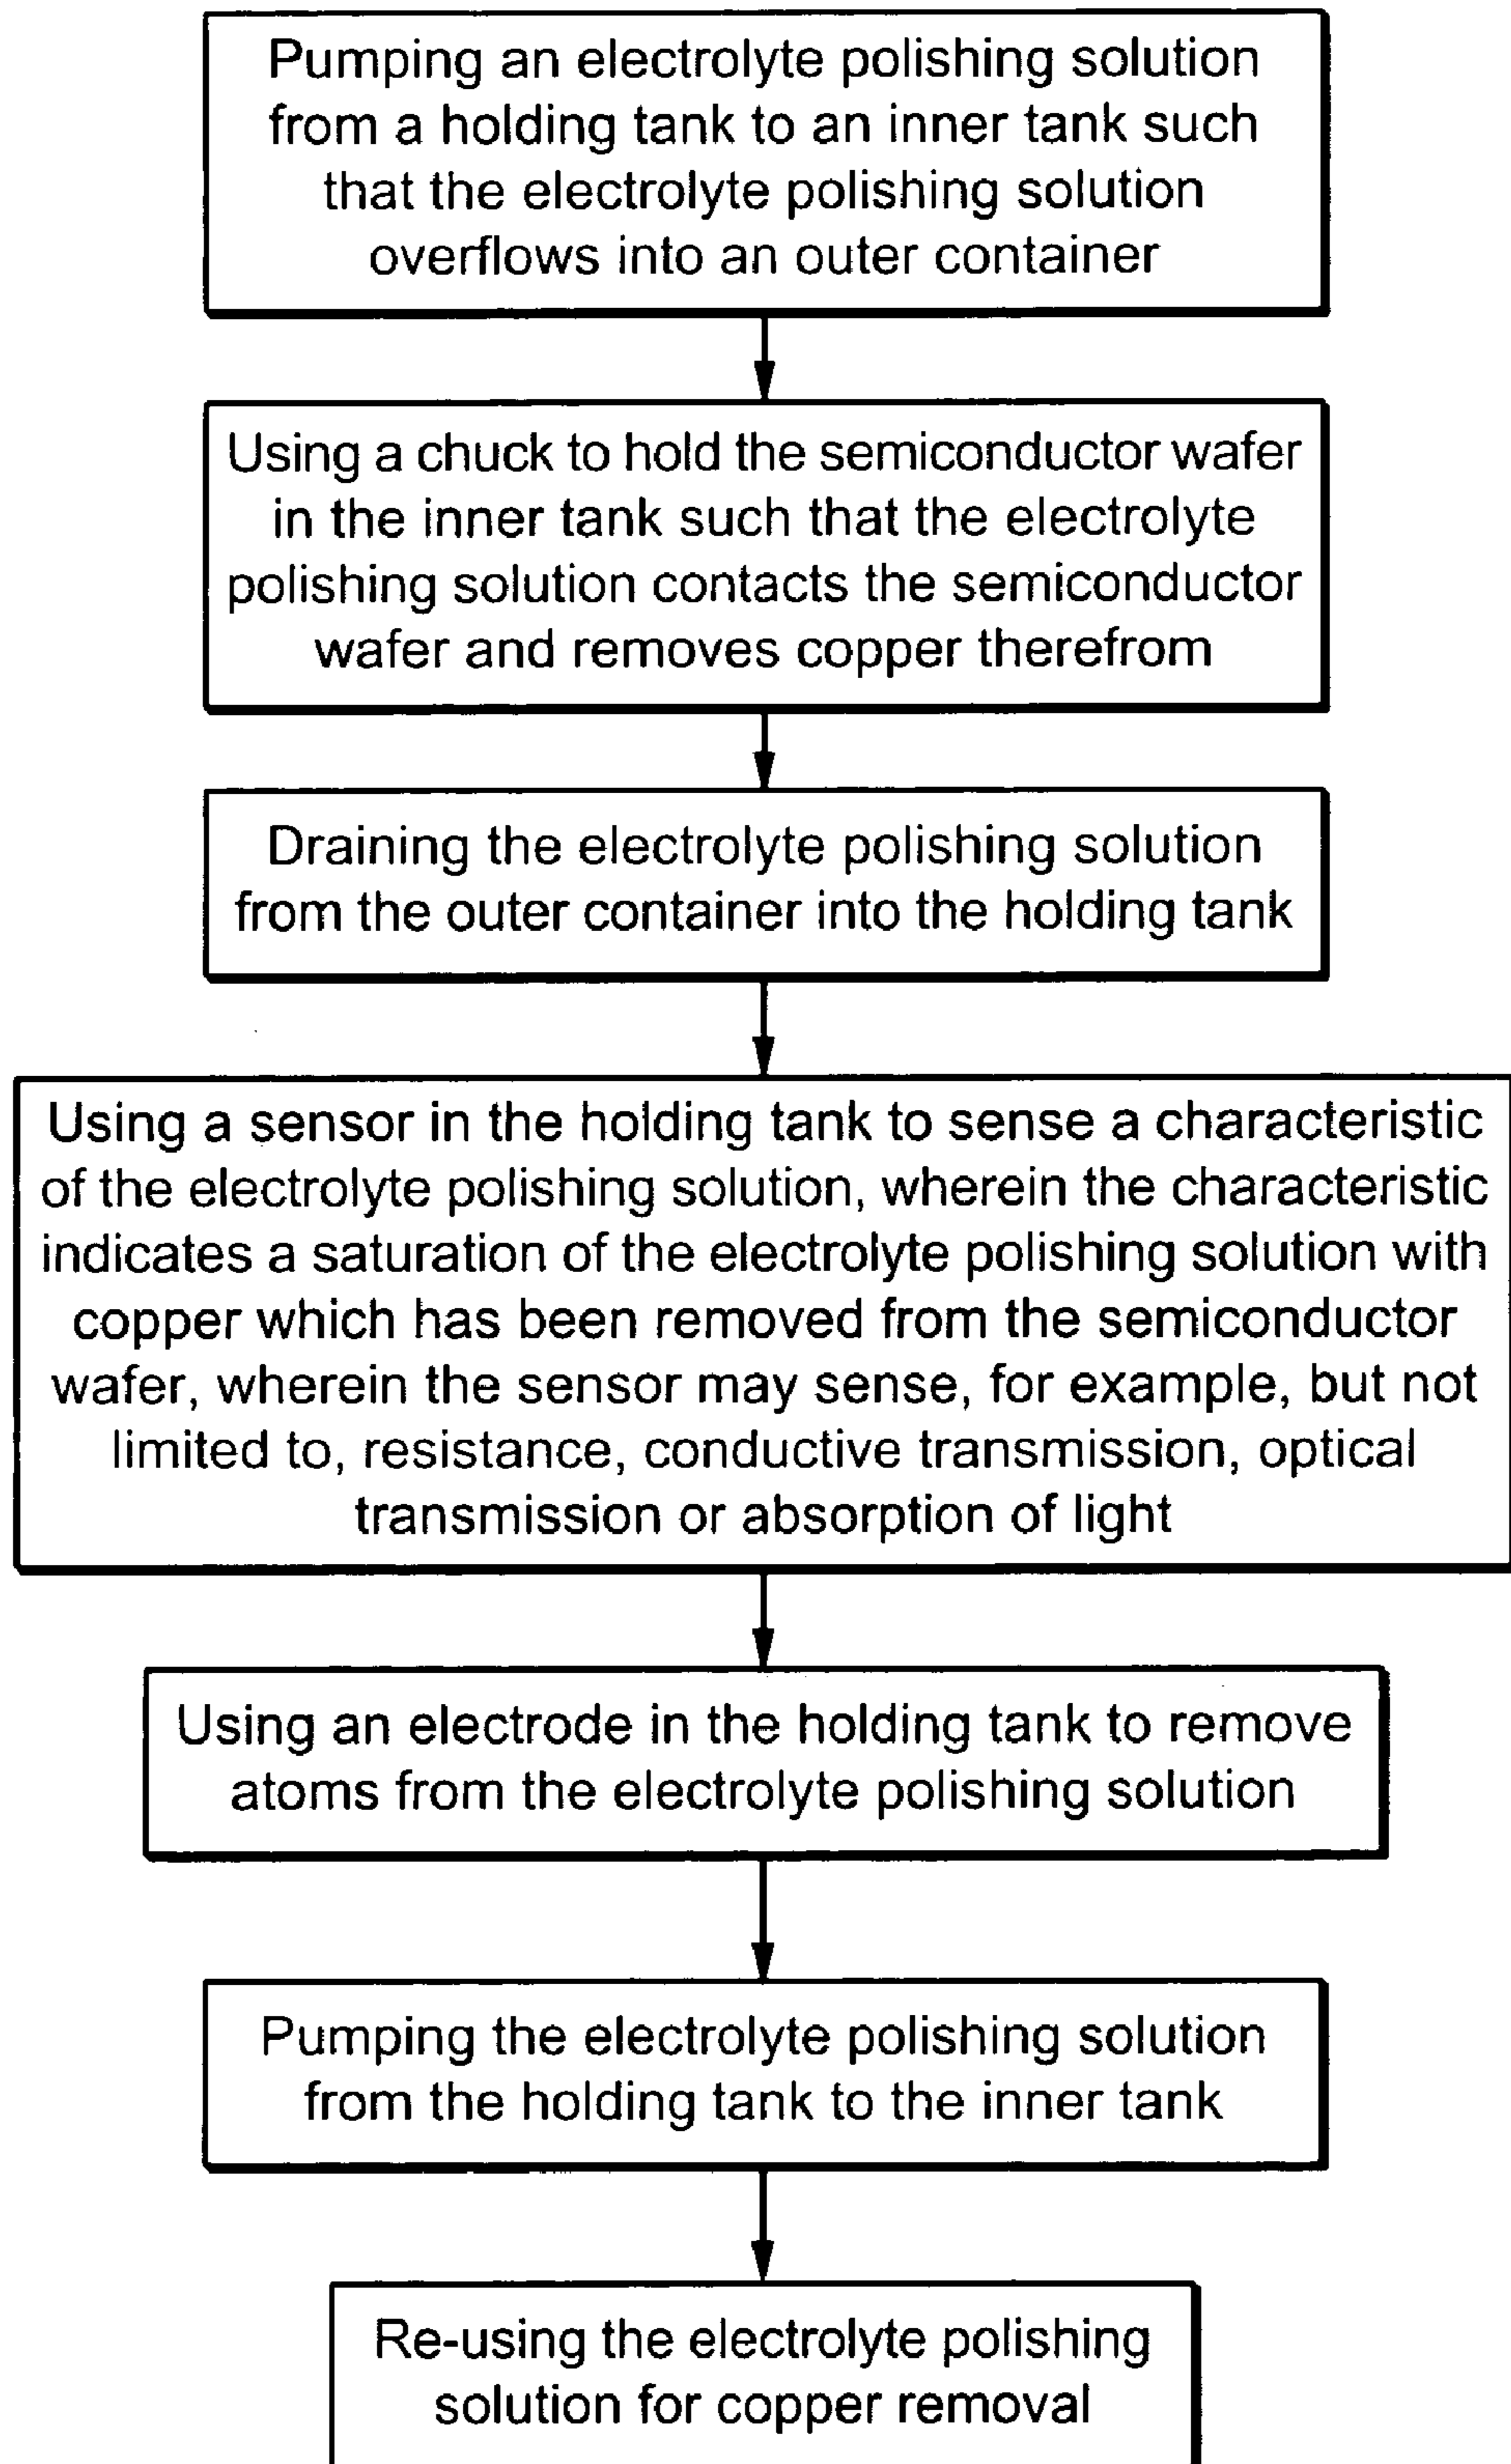 Pumping an electrolyte polishing solution
from a holding tank to an inner tank such
that the electrolyte polishing solution
overflows into an outer container
Using a chuck to hold the semiconductor wafer
in the inner tank such that the electrolyte
polishing solution contacts the semiconductor
wafer and removes copper therefrom
Draining the electrolyte polishing solution
from the outer container into the holding tank
Using a sensor in the holding tank to sense a characteristic
of the electrolyte polishing solution, wherein the characteristic
indicates a saturation of the electrolyte polishing solution with
copper which has been removed from the semiconductor
wafer, wherein the sensor may sense, for example, but not
limited to, resistance, conductive transmission, optical
transmission or absorption of light
Using an electrode in the holding tank to remove
atoms from the electrolyte polishing solution
Pumping the electrolyte polishing solution
from the holding tank to the inner tank
Re-using the electrolyte polishing
solution for copper removal